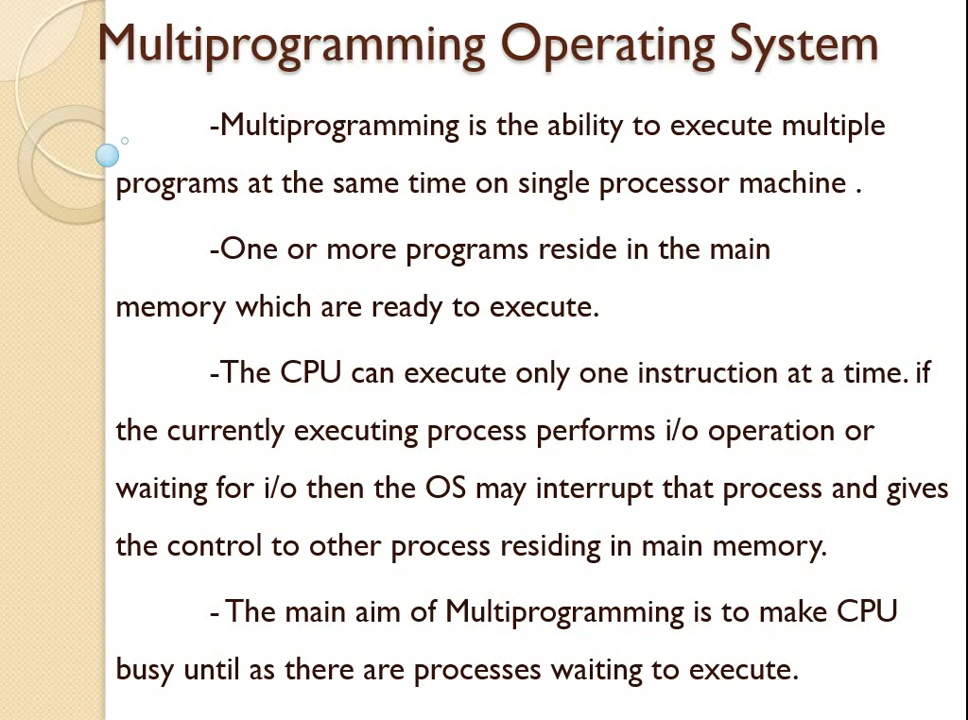 Multiprogramming Operating System
-Multiprogramming is the ability to execute multiple
programs at the same time on single processor machine .
-One or more programs reside in the main
memory which are ready to execute.
-The CPU can execute only one instruction at a time. if
the currently executing process performs i/o operation or
waiting for i/o then the OS may interrupt that process and gives
the control to other process residing in main memory.
- The main aim of Multiprogramming is to make CPU
busy until as there are processes waiting to execute.